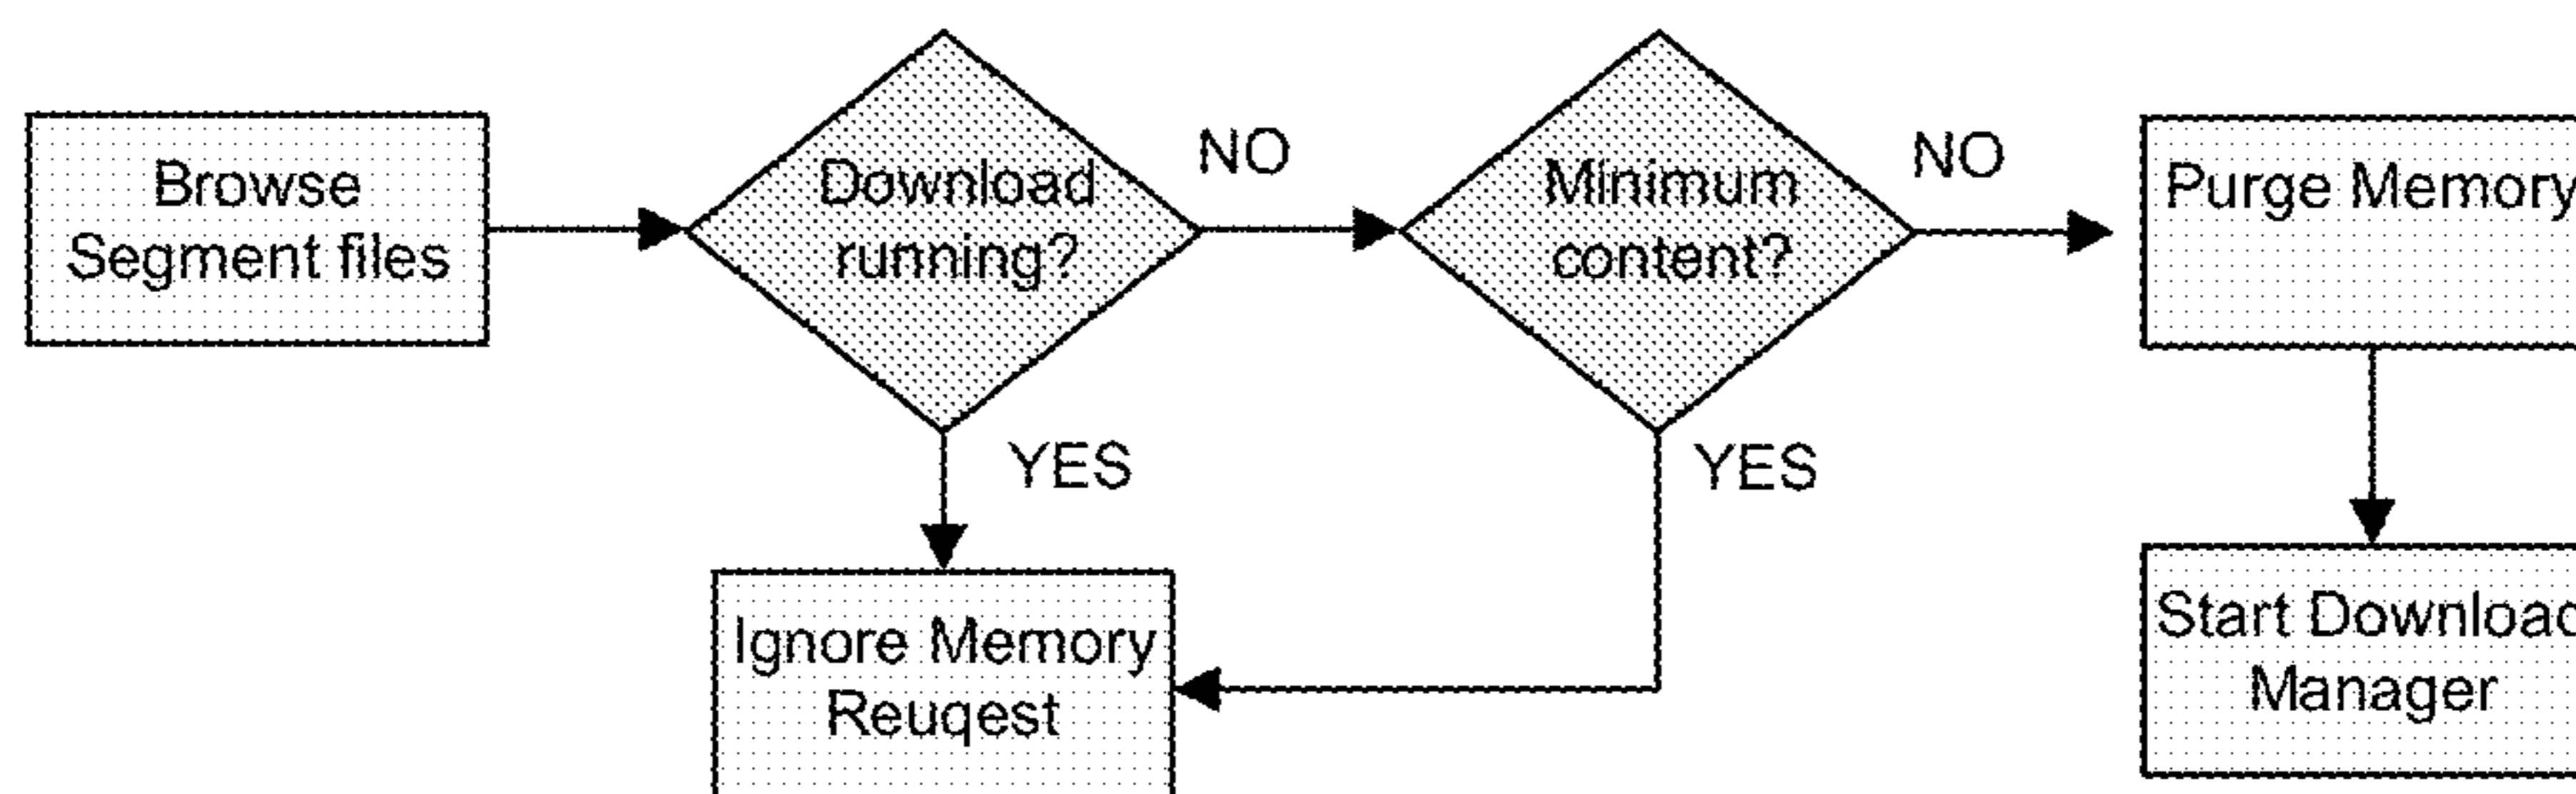 Browse
Segment files
Download
running?
NO
Minimum
content?
NO
Purge Memory
YES
YES
Ignore Memory
Reuqest
Start Download
Manager